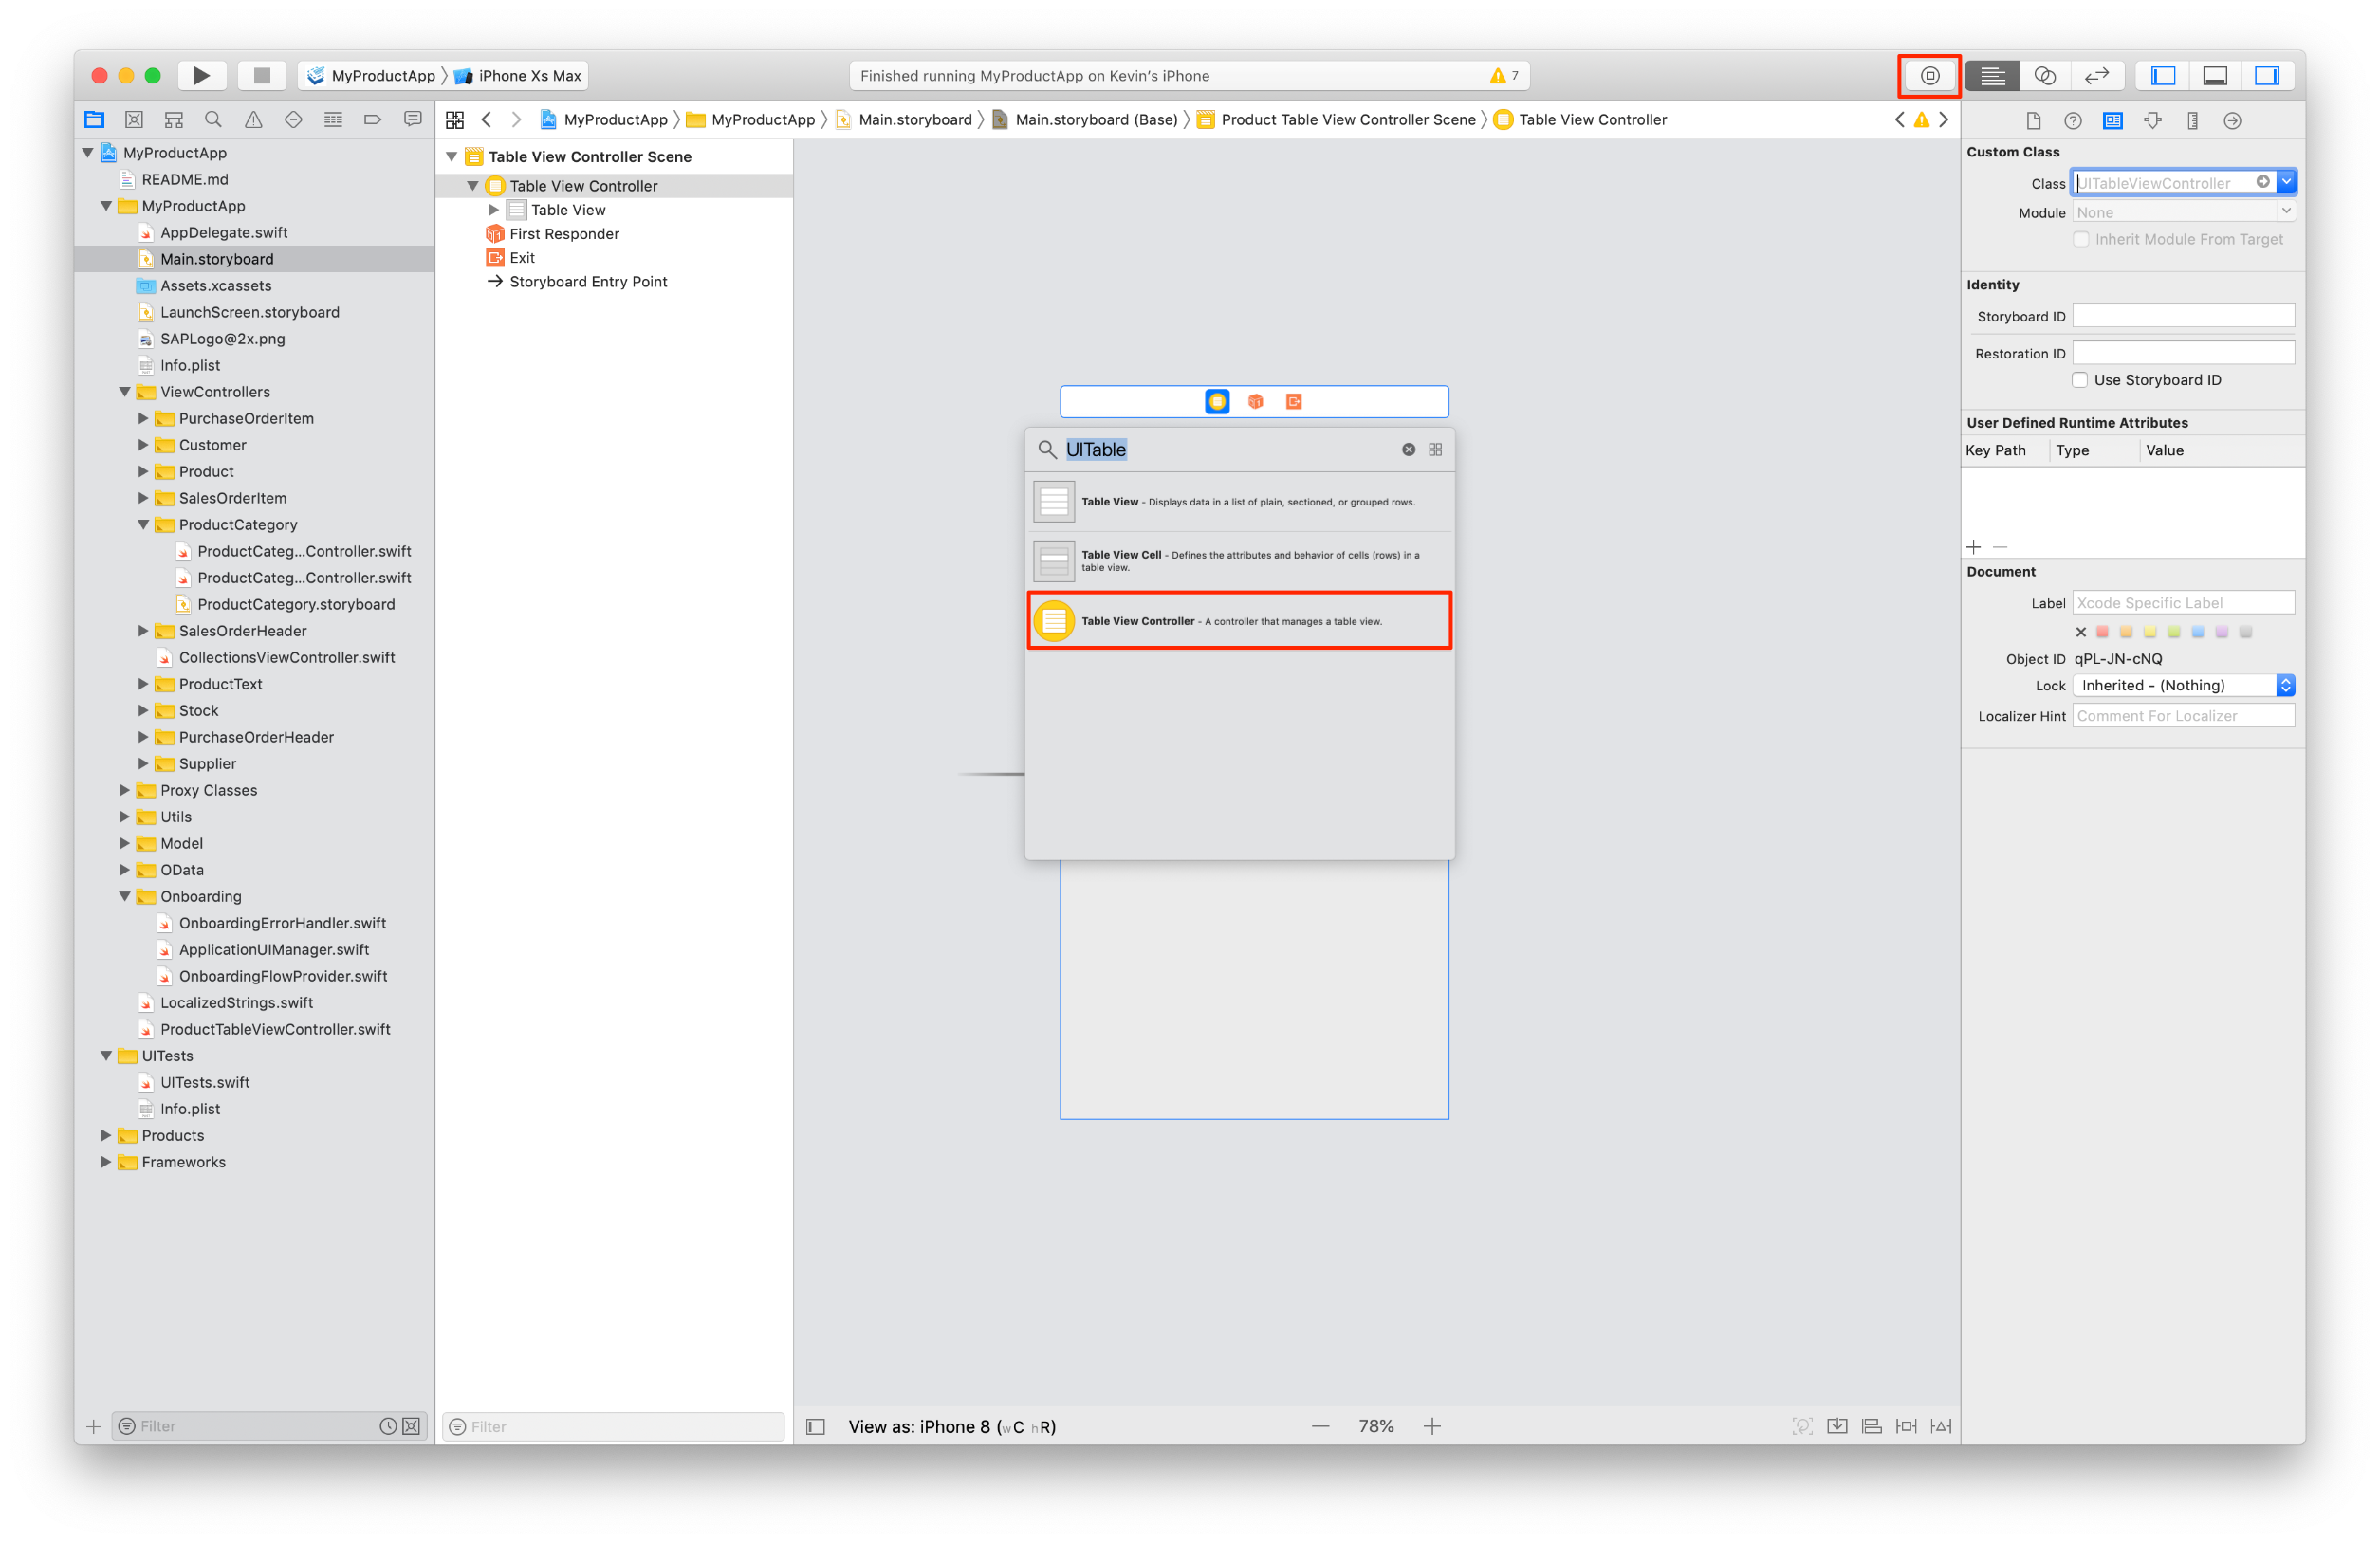 MyProductApp 〉 iPhone Xs Max
Finished running MyProductApp on Kevin's iPhone
7
MyProductApp 〉 MyProductApp 〉 Main.storyboard 〉 Main.storyboard (Base) 〉 Product Table View Controller Scene 〉 Table View Controller
MyProductApp
README.md
MyProductApp
AppDelegate.swift
Main.storyboard
Assets.xcassets
LaunchScreen.storyboard
SAPLogo@2x.png
Info.plist
ViewControllers
PurchaseOrderItem
Customer
Product
SalesOrderItem
ProductCategory
ProductCateg...Controller.swift
ProductCateg...Controller.swift
ProductCategory.storyboard
SalesOrderHeader
CollectionsViewController.swift
ProductText
Stock
PurchaseOrderHeader
Supplier
Proxy Classes
Utils
Model
OData
Onboarding
OnboardingErrorHandler.swift
ApplicationUIManager.swift
OnboardingFlowProvider.swift
LocalizedStrings.swift
ProductTableViewController.swift
UITests
UITests.swift
Info.plist
Products
Frameworks
Filter
Table View Controller Scene
Table View Controller
Table View
First Responder
Exit
Storyboard Entry Point
Filter
UITable
Table View - Displays data in a list of plain, sectioned, or grouped rows.
Table View Cell - Defines the attributes and behavior of cells (rows) in a
table view.
Table View Controller - A controller that manages a table view.
View as: iPhone 8 (wC hR)
78%
Custom Class
Class UITableViewController
Module None
Inherit Module From Target
Identity
Storyboard ID
Restoration ID
Use Storyboard ID
User Defined Runtime Attributes
Key Path Type Value
Document
Label Xcode Specific Label
Object ID qPL-JN-cNQ
Lock Inherited - (Nothing)
Localizer Hint Comment For Localizer